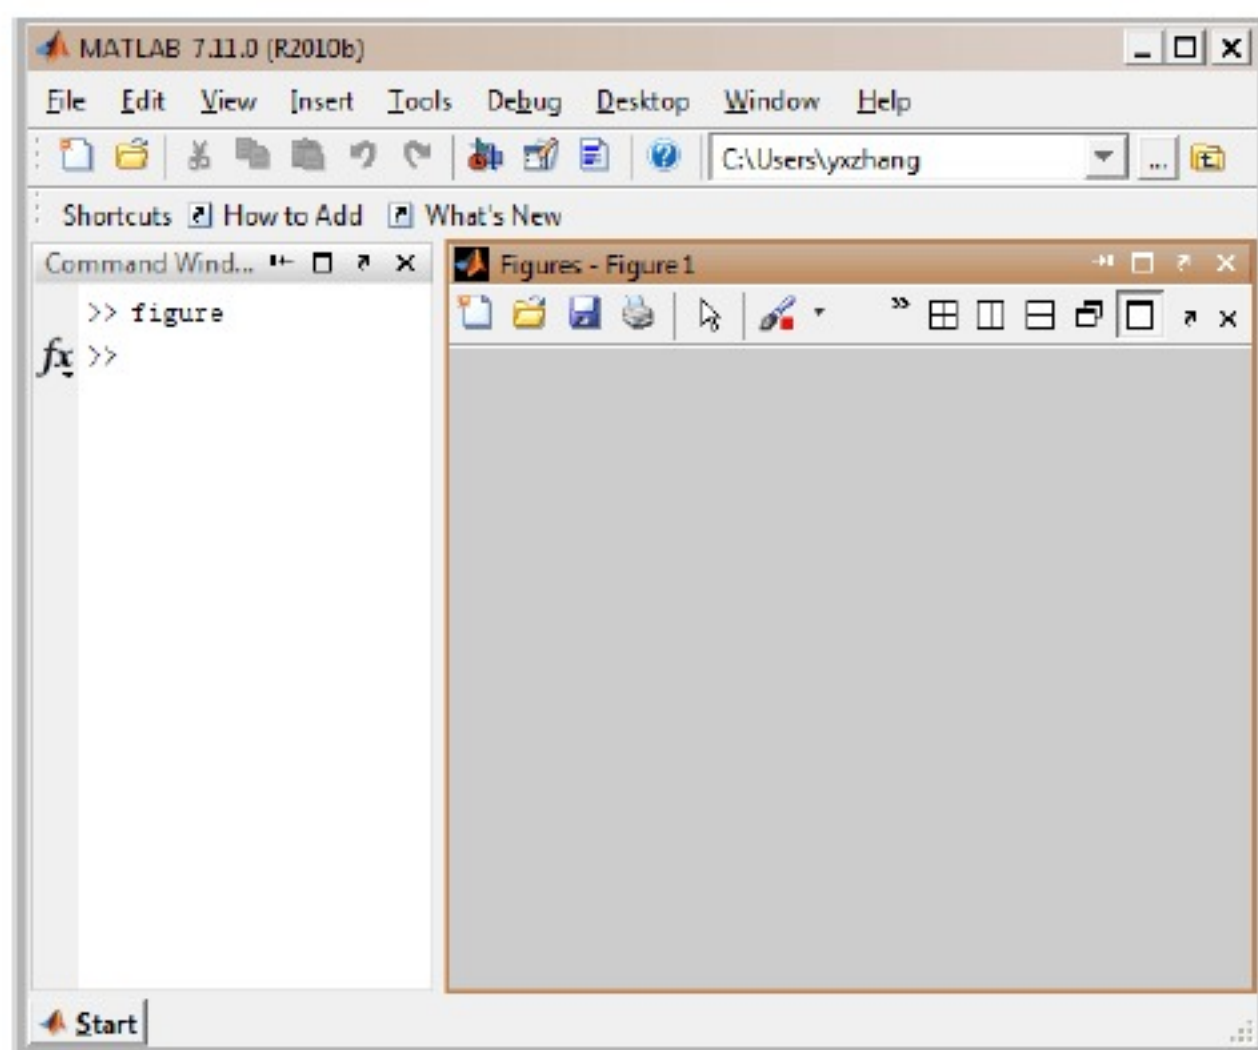 MATLAB 7.11.0 (R2010b)
File Edit View Insert Tools Debug Desktop Window Help
C:\Users\yxzhang ...
Shortcuts How to Add What's New
Command Wind...
>> figure
fx >>
Figures - Figure 1
Start